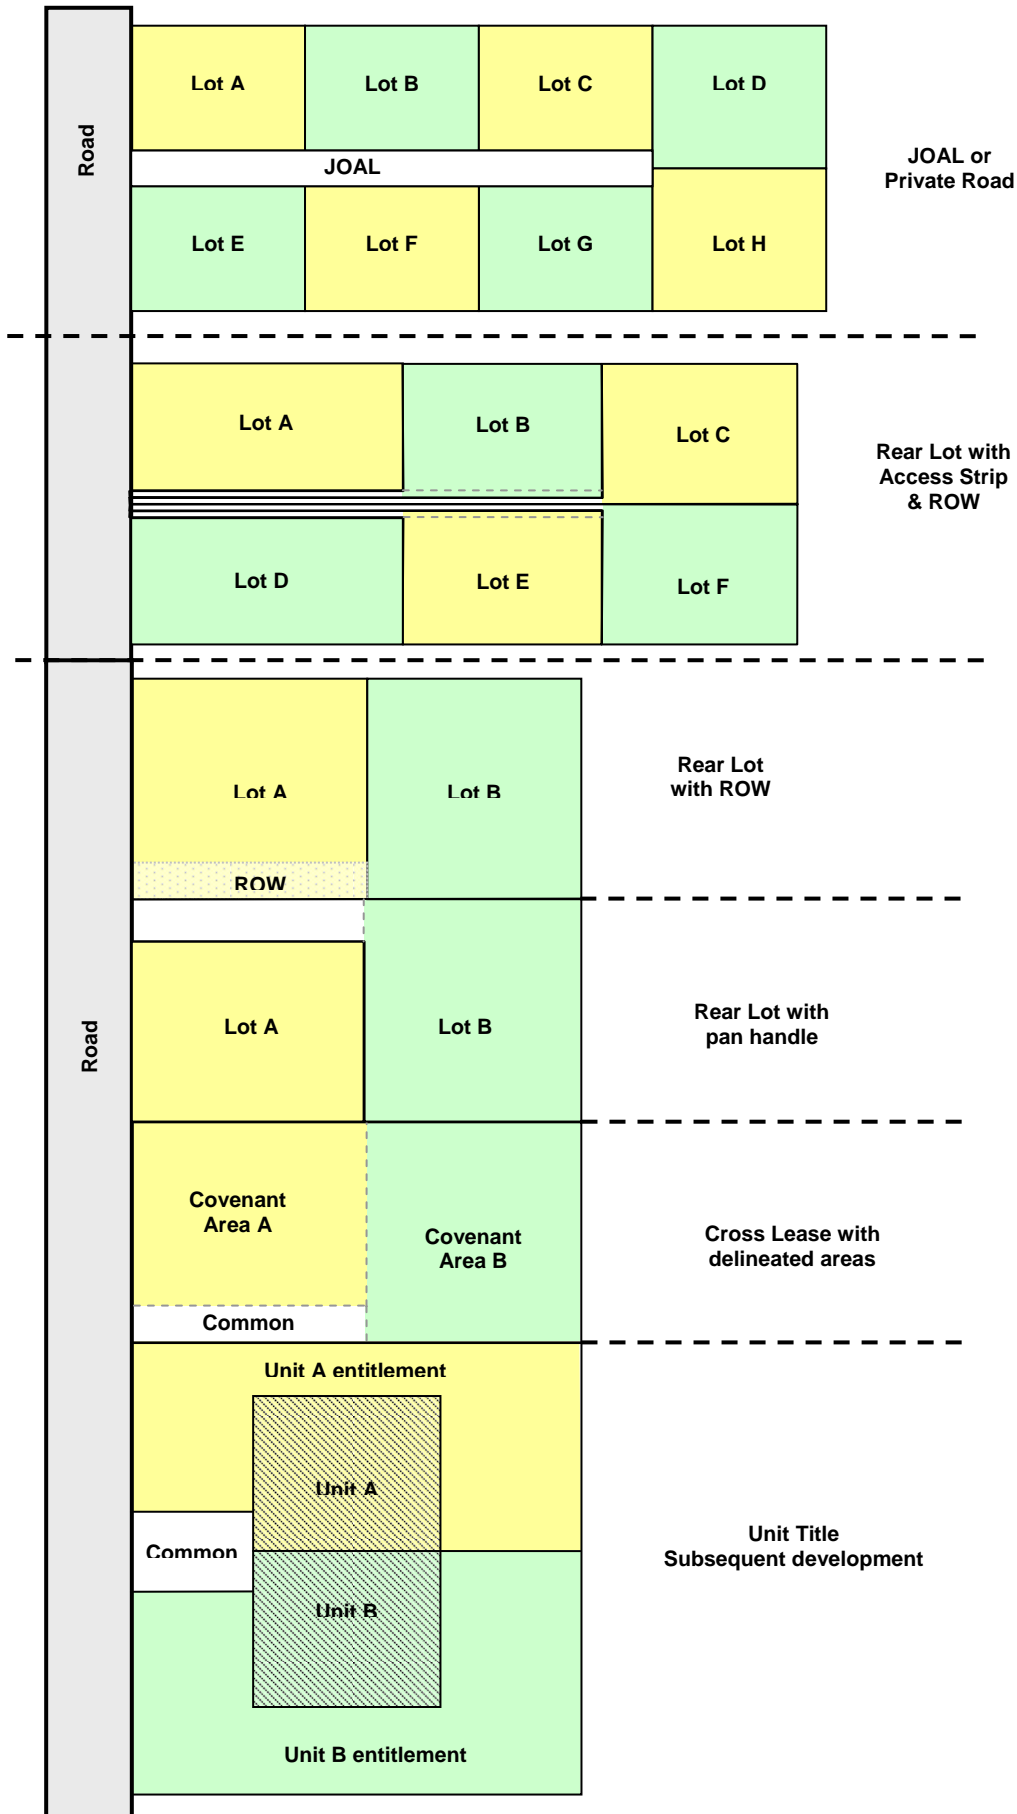 Lot A
Lot B
Lot C
Lot D
Road
JOAL
JOAL or
Private Road
Lot E
Lot F
Lot G
Lot H
Lot A
Lot B
Lot C
Rear Lot with
Access Strip
& ROW
Lot D
Lot E
Lot F
Lot A
Lot B
Rear Lot
with ROW
ROW
Road
Lot A
Lot B
Rear Lot with
pan handle
Covenant
Area A
Covenant
Area B
Cross Lease with
delineated areas
Common
Unit A entitlement
Unit A
Common
Unit Title
Subsequent development
Unit B
Unit B entitlement